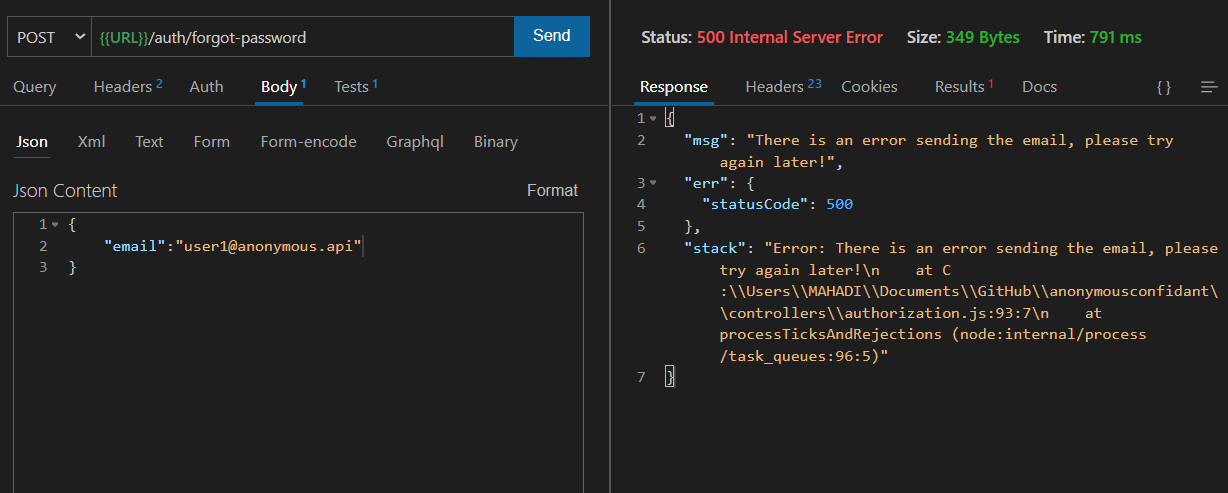 POST {{URL}}/auth/forgot-password Send
Query Headers 2 Auth Body 1 Tests 1
Json Xml Text Form Form-encode Graphql Binary
Json Content Format
1 {
2 "email":"user1@anonymous.api"
3 }
Status: 500 Internal Server Error Size: 349 Bytes Time: 791 ms
Response Headers 23 Cookies Results 1 Docs { }
1 {
2 "msg": "There is an error sending the email, please try
again later!",
3 "err": {
4 "statusCode": 500
5 },
6 "stack": "Error: There is an error sending the email, please
try again later!\n    at C
:\\Users\\MAHADI\\Documents\\GitHub\\anonymousconfidant\
\controllers\\authorization.js:93:7\n    at
processTicksAndRejections (node:internal/process
/task_queues:96:5)"
7 }